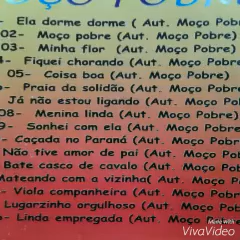 - Ela dorme dorme ( Aut. Moço Pobre )
02- Moço pobre (Aut. Moço Pobre)
03- Minha flor ( Aut. Moço Pobre)
- Fiquei chorando (Aut. Moço Pobre)
05- Coisa boa ( Aut. Moço Pobre)
- Praia da solidão ( Aut. Moço Pobre)
Já não estou ligando ( Aut. Moço Pobre)
08- Menina linda ( Aut. Moço Pobre )
- Sonhei com ela ( Aut. Moço Pobre )
- Caçada no Paraná ( Aut. Moço Pobre)
Não tive amor de pai ( Aut. Moço Pobre)
Bate casco de cavalo ( Aut. Moço Pobre)
Mateando com a vizinha( Aut. Moço Pobre)
- Viola companheira ( Aut. Moço Pobre)
Lugarzinho orgulhoso ( Aut. Moço Pobre)
- Linda empregada ( Aut. Moço
Made With
VivaVideo